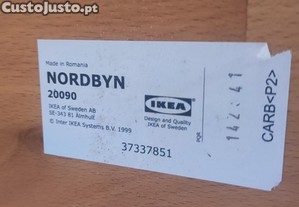 CustoJusto.pt
Made in Romania
NORDBYN
20090
IKEA of Sweden AB
SE-343 81 Älmhult
© Inter IKEA Systems B.V. 1999
37337851
IKEA
Design and Quality
IKEA of Sweden
142:41
CARB<P2>